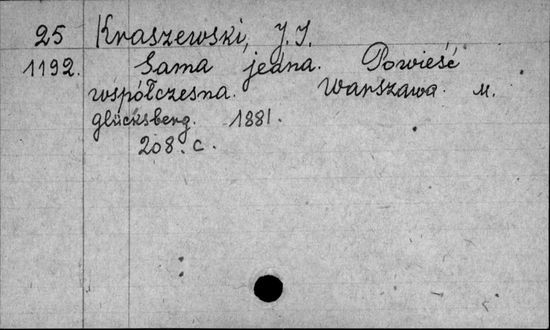 25 Kraszewski, J. I.
1192. Sama jedna. Powieść
współczesna. Warszawa. M.
Glücksberg. 1881.
208. c.